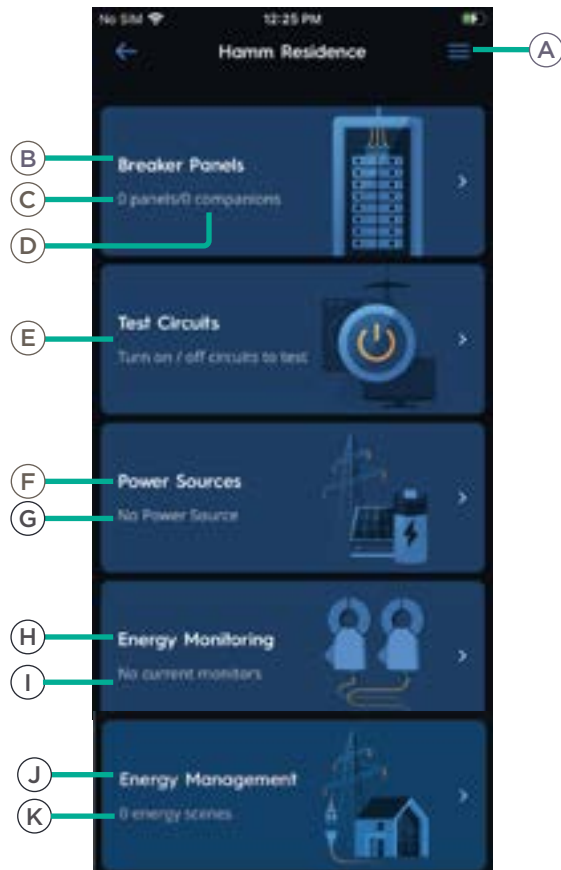 No SIM 12:25 PM
Hamm Residence
A
B
Breaker Panels
C
0 panels/0 companions
D
E
Test Circuits
Turn on / off circuits to test
F
Power Sources
G
No Power Source
H
Energy Monitoring
I
No current monitors
J
Energy Management
K
0 energy scenes